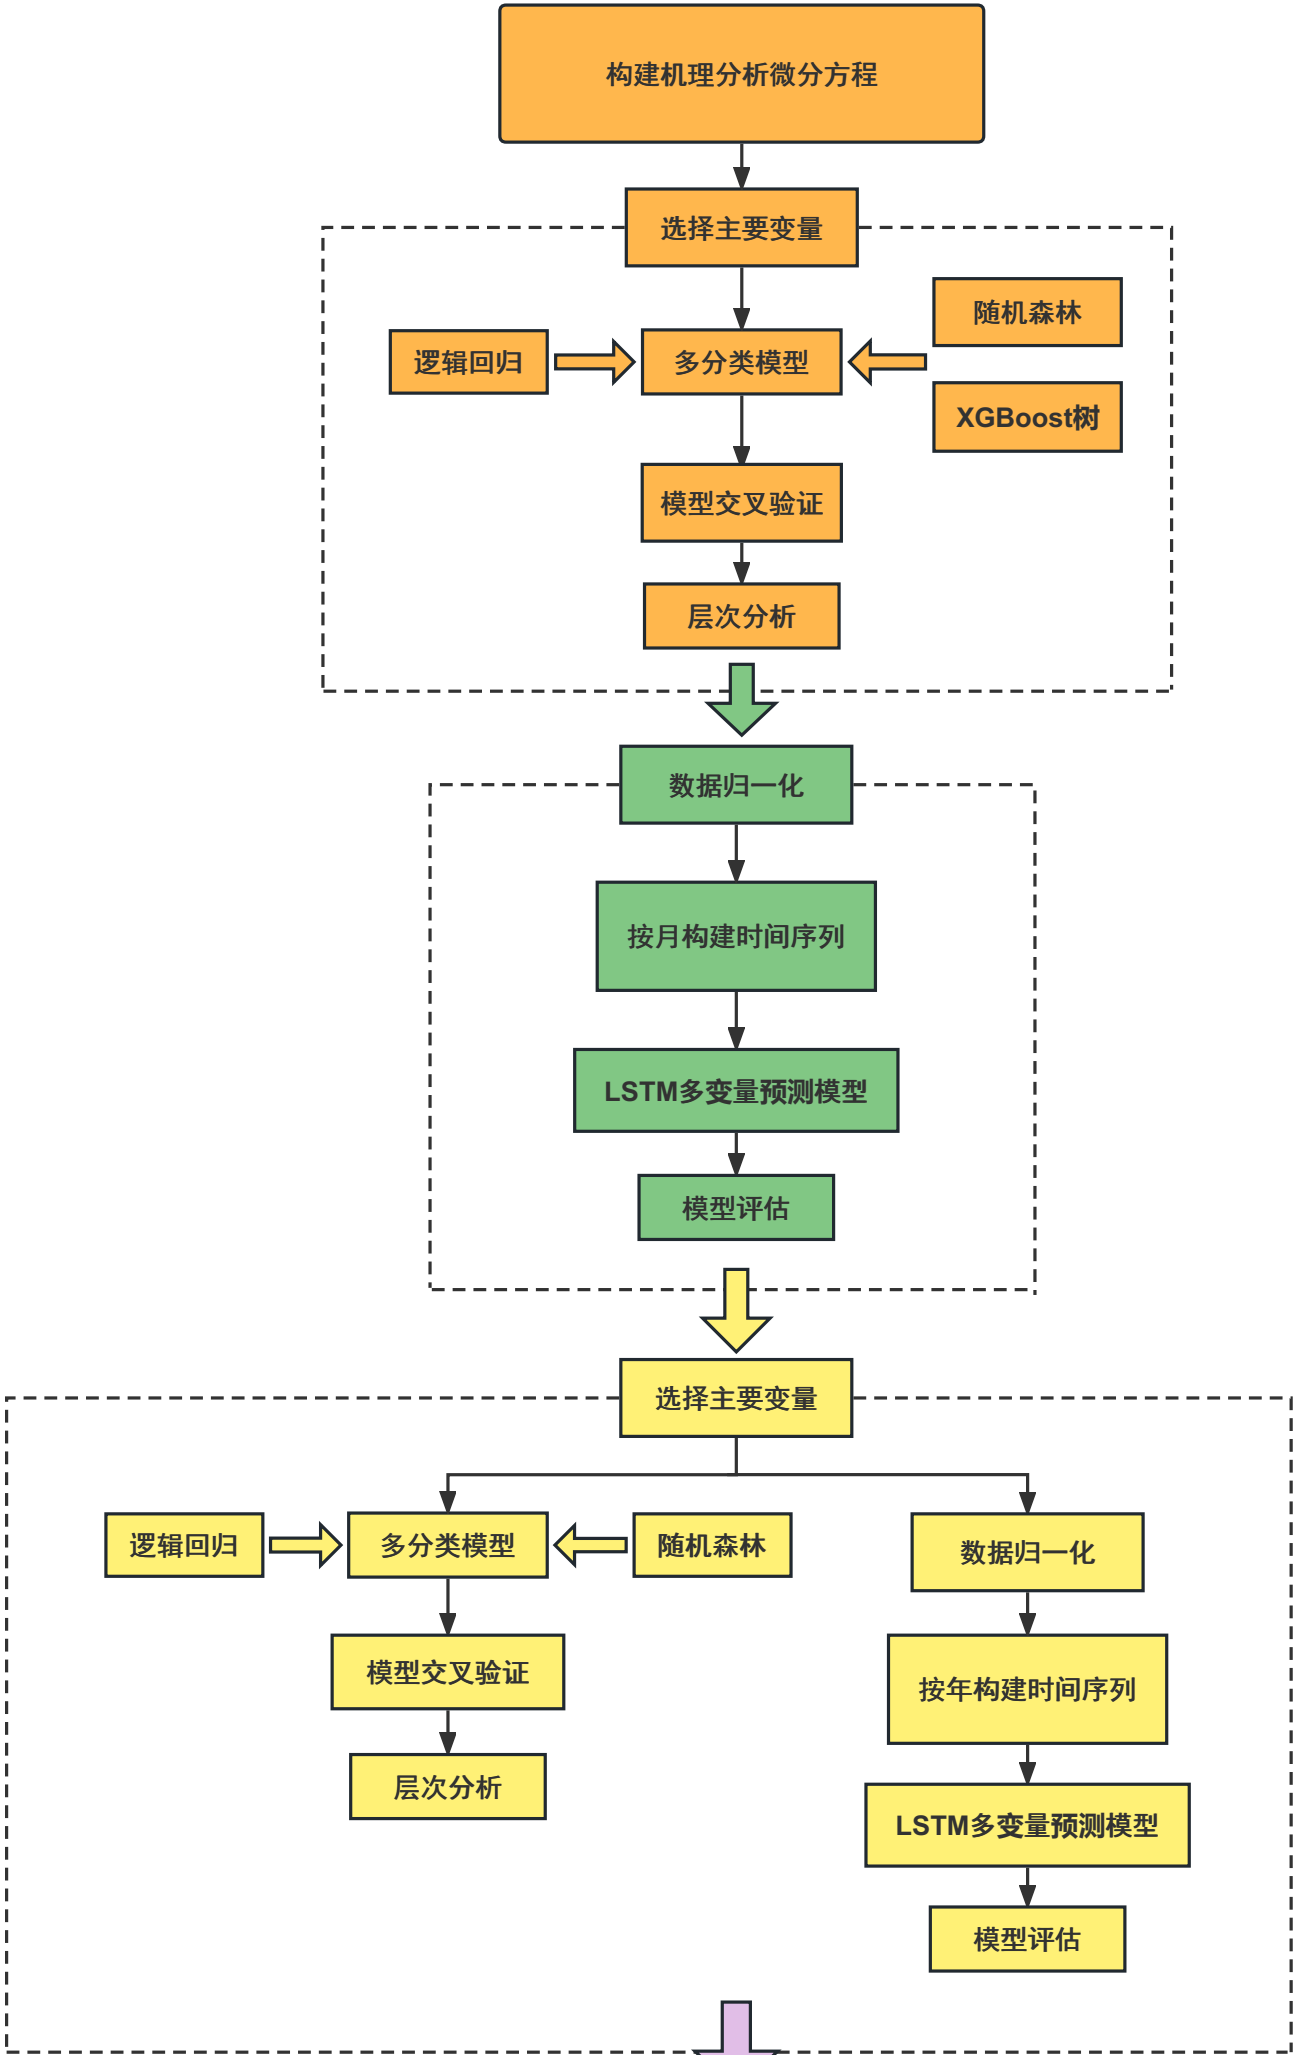 构建机理分析微分方程
选择主要变量
随机森林
逻辑回归
多分类模型
XGBoost树
模型交叉验证
层次分析
数据归一化
按月构建时间序列
LSTM多变量预测模型
模型评估
选择主要变量
逻辑回归
多分类模型
随机森林
数据归一化
模型交叉验证
按年构建时间序列
层次分析
LSTM多变量预测模型
模型评估